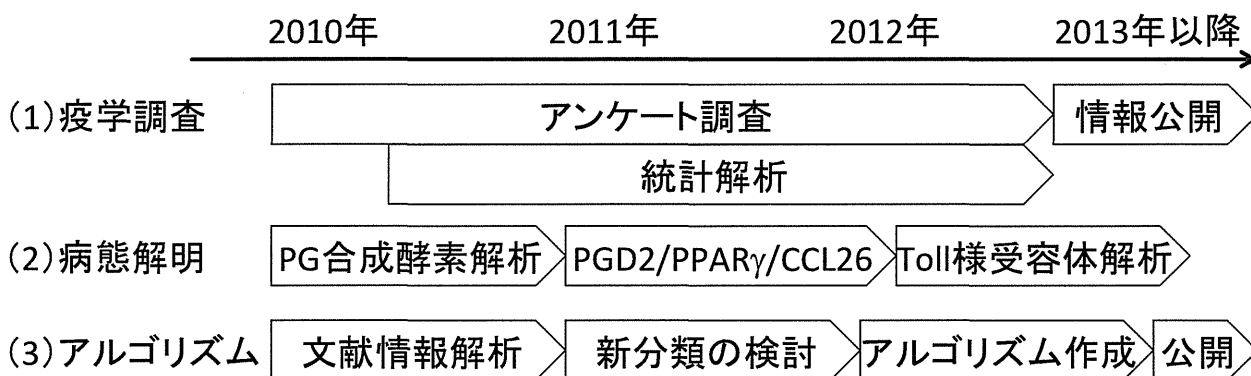 2010年 2011年 2012年 2013年以降
(1)疫学調査 アンケート調査 情報公開
統計解析
(2)病態解明 PG合成酵素解析 PGD2/PPARγ/CCL26 Toll様受容体解析
(3)アルゴリズム 文献情報解析 新分類の検討 アルゴリズム作成 公開